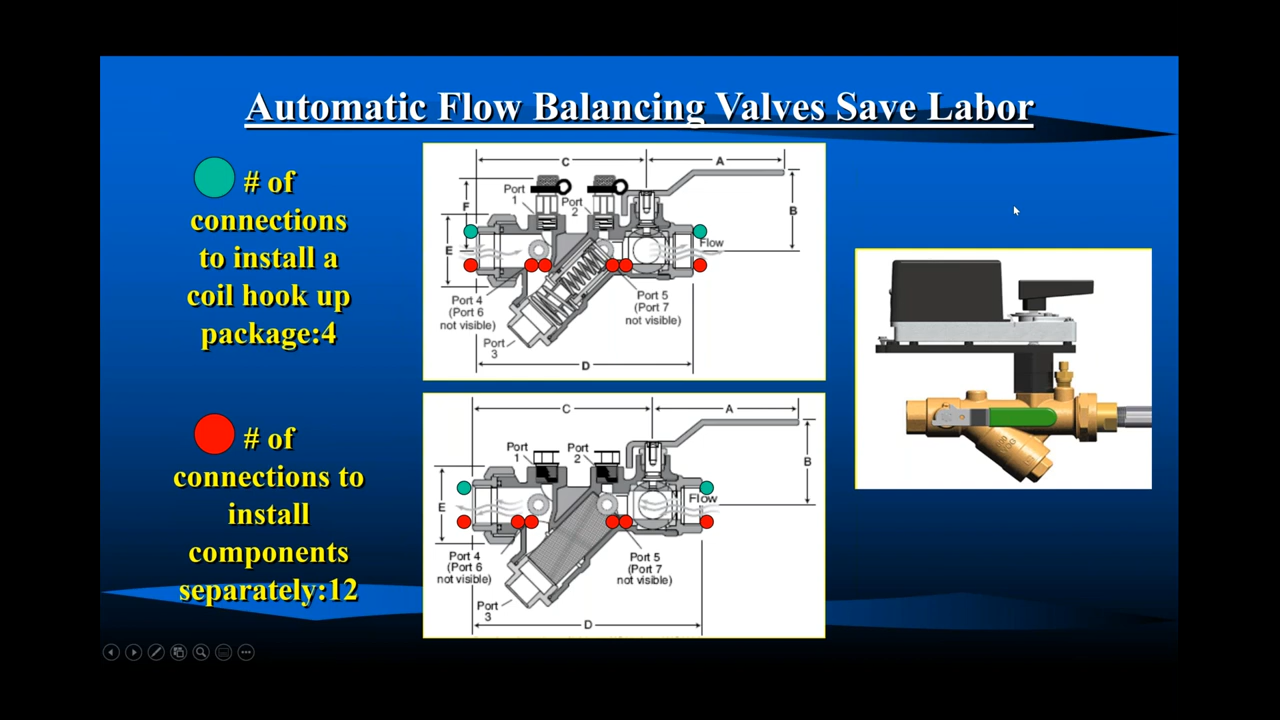 Automatic Flow Balancing Valves Save Labor
# of
connections
to install a
coil hook up
package:4
# of
connections to
install
components
separately:12
C
A
Port
1
Port
2
F
B
E
Flow
Port 4
(Port 6
not visible)
Port 5
(Port 7
not visible)
Port
3
D
C
A
Port
1
Port
2
B
E
Flow
Port 4
(Port 6
not visible)
Port 5
(Port 7
not visible)
Port
3
D